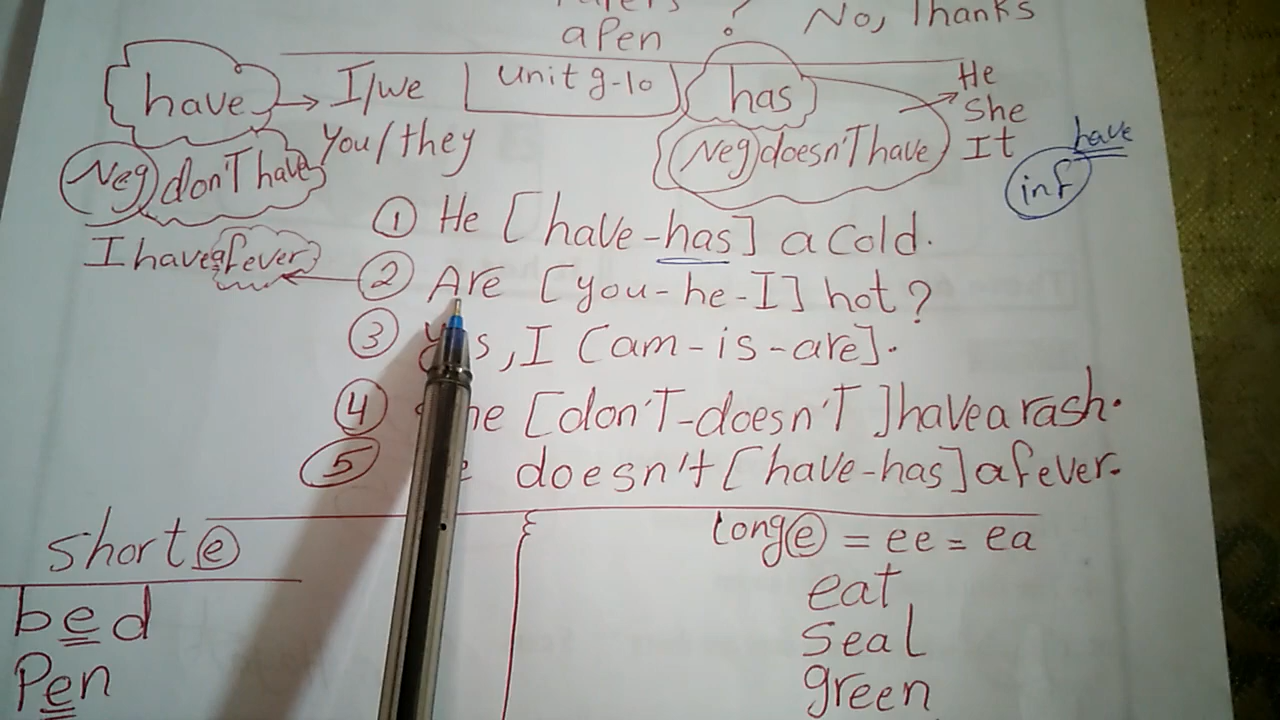 ? No, Thanks
a Pen
have → I/we unit 9-10 has He
you/they She
Neg don't have Neg doesn't have It have
inf
① He [have-has] a cold.
I have a fever ② Are [you-he-I] hot?
③ I [am-is-are].
④ [don't-doesn't] have a rash.
⑤ doesn't [have-has] a fever.
short e long e = ee = ea
bed eat
Pen seal
green